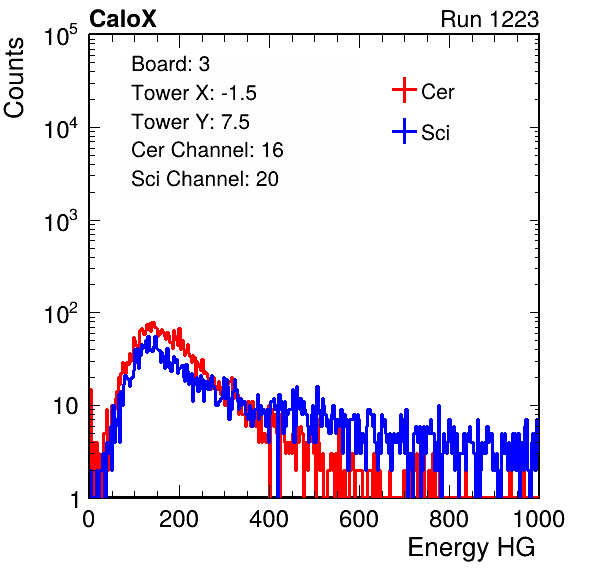 CaloX Run 1223
Counts
Board: 3
Tower X: -1.5
Tower Y: 7.5
Cer Channel: 16
Sci Channel: 20
Cer
Sci
10^5
10^4
10^3
10^2
10
1
0 200 400 600 800 1000
Energy HG